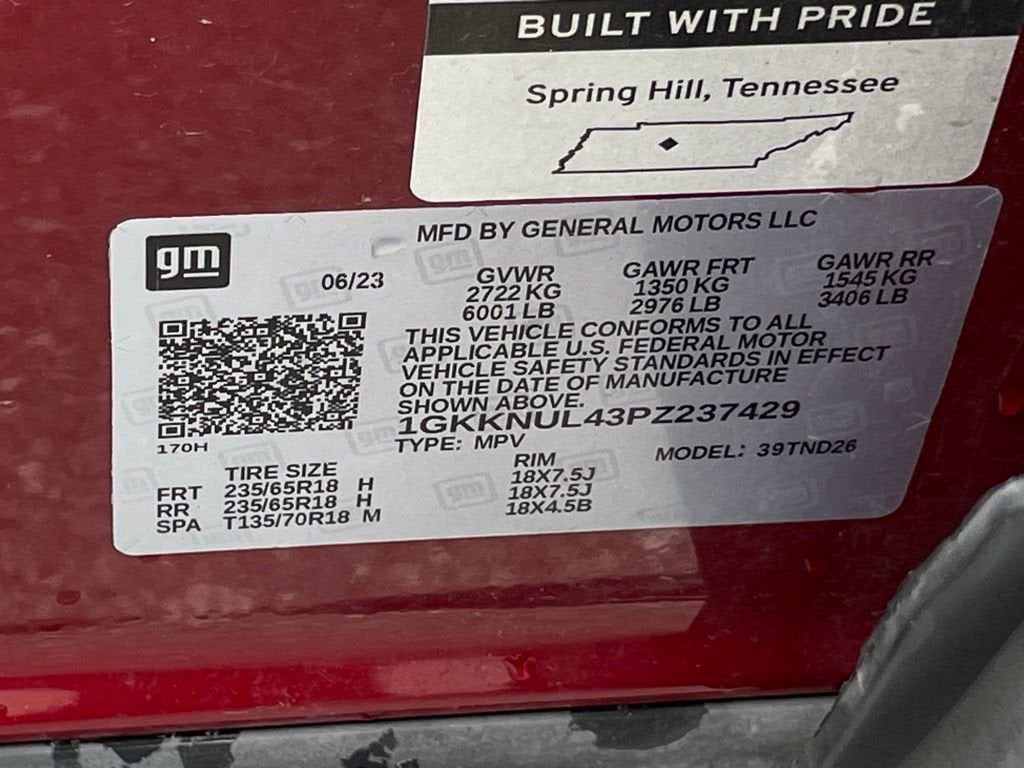 BUILT WITH PRIDE
Spring Hill, Tennessee
gm
MFD BY GENERAL MOTORS LLC
06/23
GVWR GAWR FRT GAWR RR
2722 KG 1350 KG 1545 KG
6001 LB 2976 LB 3406 LB
THIS VEHICLE CONFORMS TO ALL
APPLICABLE U.S. FEDERAL MOTOR
VEHICLE SAFETY STANDARDS IN EFFECT
ON THE DATE OF MANUFACTURE
SHOWN ABOVE.
1GKKNUL43PZ237429
170H
TYPE: MPV MODEL: 39TND26
TIRE SIZE RIM
FRT 235/65R18 H 18X7.5J
RR 235/65R18 H 18X7.5J
SPA T135/70R18 M 18X4.5B